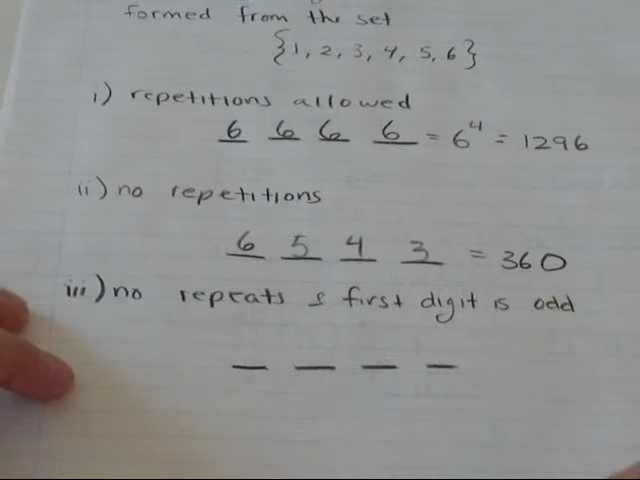 formed from the set
{1, 2, 3, 4, 5, 6}
i) repetitions allowed
6 6 6 6 = 6⁴ = 1296
ii) no repetitions
6 5 4 3 = 360
iii) no repeats & first digit is odd